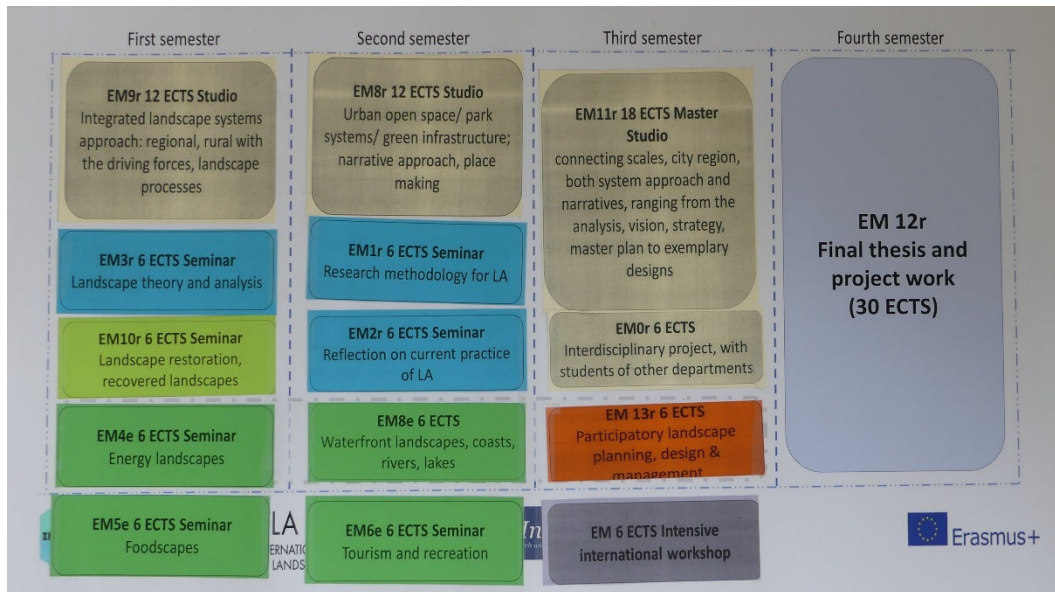 First semester
Second semester
Third semester
Fourth semester
EM9r 12 ECTS Studio
Integrated landscape systems
approach: regional, rural with
the driving forces, landscape
processes
EM3r 6 ECTS Seminar
Landscape theory and analysis
EM10r 6 ECTS Seminar
Landscape restoration,
recovered landscapes
EM4e 6 ECTS Seminar
Energy landscapes
EM5e 6 ECTS Seminar
Foodscapes
EM8r 12 ECTS Studio
Urban open space/ park
systems/ green infrastructure;
narrative approach, place
making
EM1r 6 ECTS Seminar
Research methodology for LA
EM2r 6 ECTS Seminar
Reflection on current practice
of LA
EM8e 6 ECTS
Waterfront landscapes, coasts,
rivers, lakes
EM6e 6 ECTS Seminar
Tourism and recreation
EM11r 18 ECTS Master
Studio
connecting scales, city region,
both system approach and
narratives, ranging from the
analysis, vision, strategy,
master plan to exemplary
designs
EM0r 6 ECTS
Interdisciplinary project, with
students of other departments
EM 13r 6 ECTS
Participatory landscape
planning, design &
management
EM 6 ECTS Intensive
international workshop
EM 12r
Final thesis and
project work
(30 ECTS)
LA
ERNATIC
LANDS
In
Erasmus+